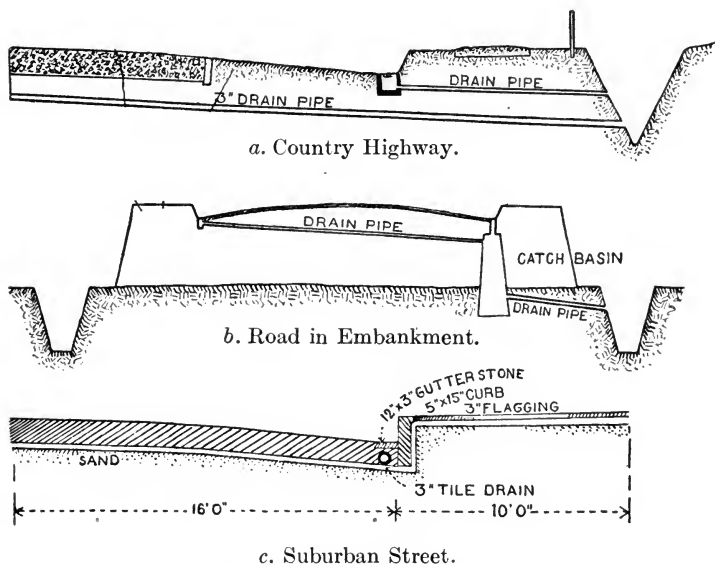 DRAIN PIPE
3" DRAIN PIPE
a. Country Highway.
DRAIN PIPE
CATCH BASIN
DRAIN PIPE
b. Road in Embankment.
12"x3" GUTTER STONE
5"x15" CURB
3" FLAGGING
SAND
3" TILE DRAIN
16'0"
10'0"
c. Suburban Street.